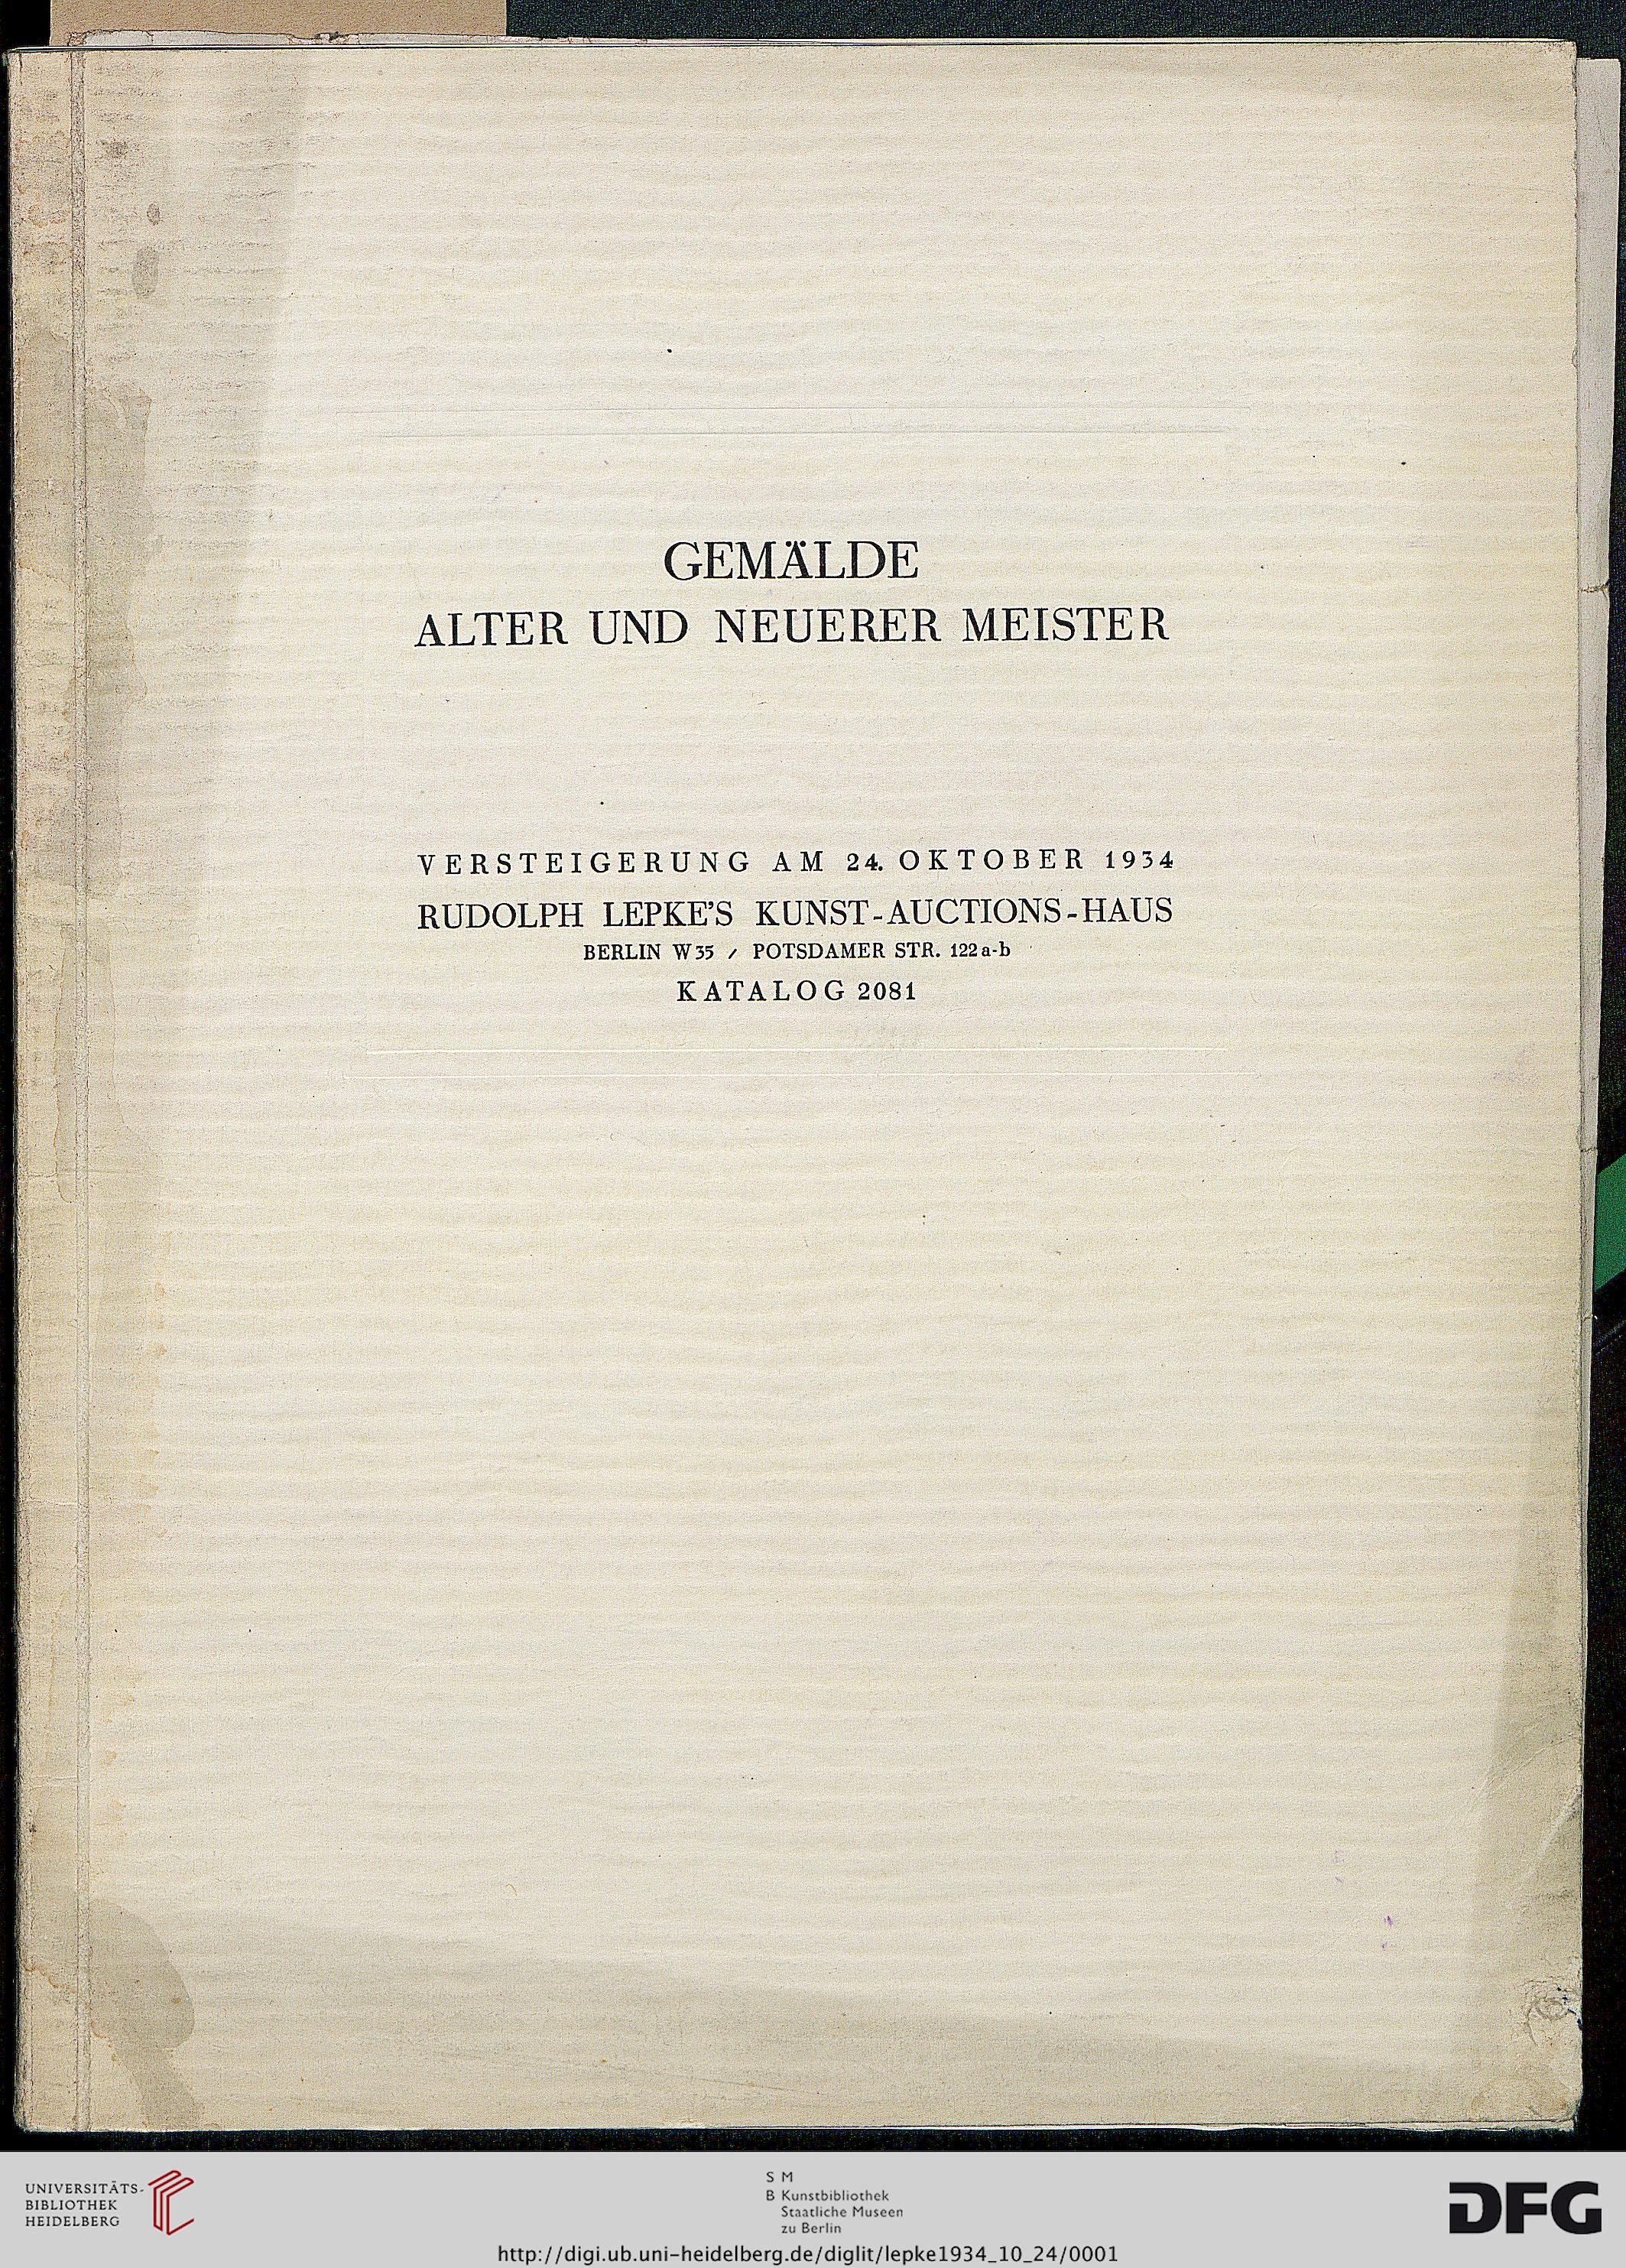 GEMÄLDE
ALTER UND NEUERER MEISTER
VERSTEIGERUNG AM 24. OKTOBER 1934
RUDOLPH LEPKE'S KUNST-AUCTIONS-HAUS
BERLIN W 35 / POTSDAMER STR. 122 a-b
KATALOG 2081
UNIVERSITÄTS-
BIBLIOTHEK
HEIDELBERG
S M
B Kunstbibliothek
Staatliche Museen
zu Berlin
DFG
http://digi.ub.uni-heidelberg.de/diglit/lepke1934_10_24/0001